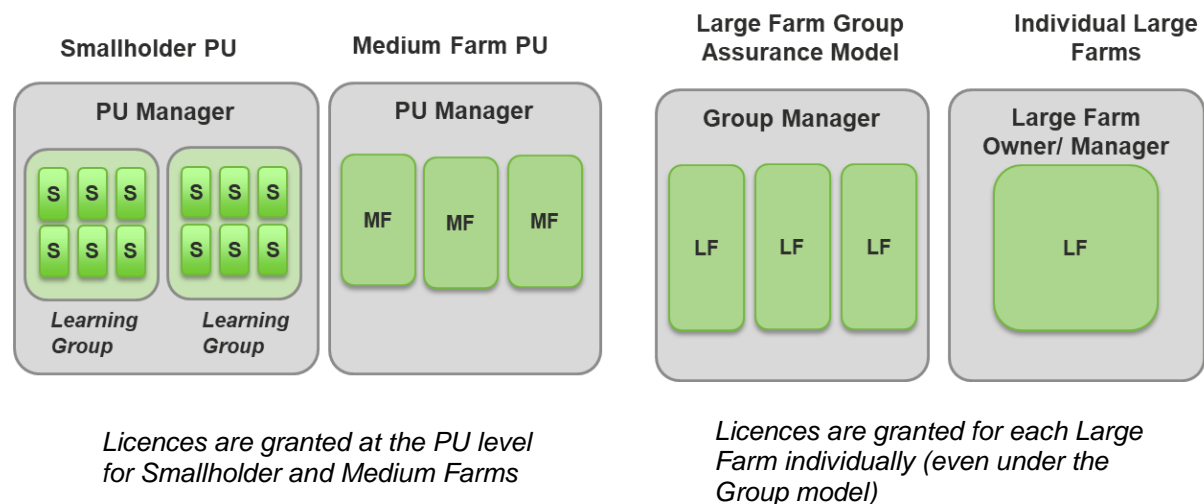 Smallholder PU
Medium Farm PU
Large Farm Group
Assurance Model
Individual Large
Farms
PU Manager
S S S
S S S
Learning
Group
S S S
S S S
Learning
Group
PU Manager
MF MF MF
Group Manager
LF LF LF
Large Farm
Owner/ Manager
LF
Licences are granted at the PU level
for Smallholder and Medium Farms
Licences are granted for each Large
Farm individually (even under the
Group model)